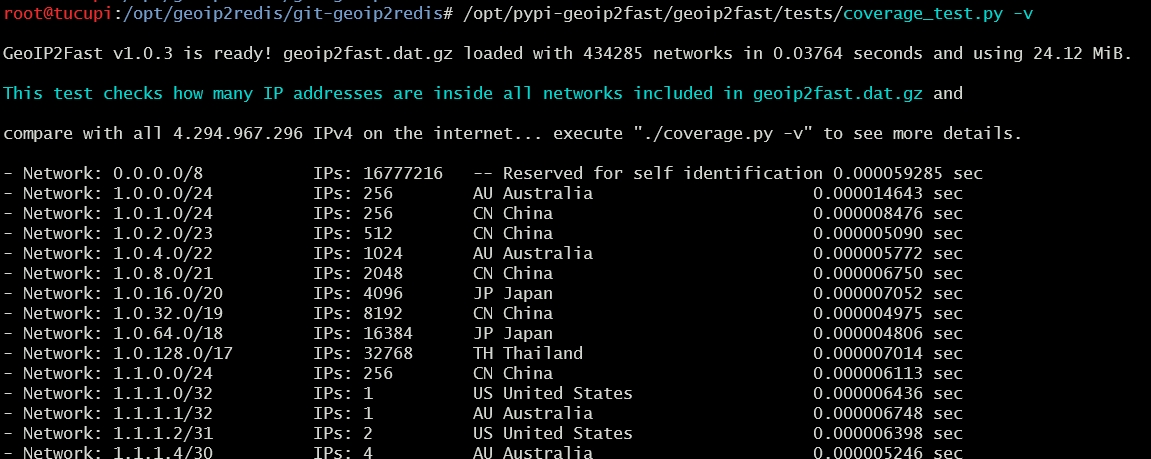 root@tucupi:/opt/geoip2redis/git-geoip2redis# /opt/pypi-geoip2fast/geoip2fast/tests/coverage_test.py -v
GeoIP2Fast v1.0.3 is ready! geoip2fast.dat.gz loaded with 434285 networks in 0.03764 seconds and using 24.12 MiB.
This test checks how many IP addresses are inside all networks included in geoip2fast.dat.gz and
compare with all 4.294.967.296 IPv4 on the internet... execute "./coverage.py -v" to see more details.
- Network: 0.0.0.0/8 IPs: 16777216 -- Reserved for self identification 0.000059285 sec
- Network: 1.0.0.0/24 IPs: 256 AU Australia 0.000014643 sec
- Network: 1.0.1.0/24 IPs: 256 CN China 0.000008476 sec
- Network: 1.0.2.0/23 IPs: 512 CN China 0.000005090 sec
- Network: 1.0.4.0/22 IPs: 1024 AU Australia 0.000005772 sec
- Network: 1.0.8.0/21 IPs: 2048 CN China 0.000006750 sec
- Network: 1.0.16.0/20 IPs: 4096 JP Japan 0.000007052 sec
- Network: 1.0.32.0/19 IPs: 8192 CN China 0.000004975 sec
- Network: 1.0.64.0/18 IPs: 16384 JP Japan 0.000004806 sec
- Network: 1.0.128.0/17 IPs: 32768 TH Thailand 0.000007014 sec
- Network: 1.1.0.0/24 IPs: 256 CN China 0.000006113 sec
- Network: 1.1.1.0/32 IPs: 1 US United States 0.000006436 sec
- Network: 1.1.1.1/32 IPs: 1 AU Australia 0.000006748 sec
- Network: 1.1.1.2/31 IPs: 2 US United States 0.000006398 sec
- Network: 1.1.1.4/30 IPs: 4 AU Australia 0.000005246 sec